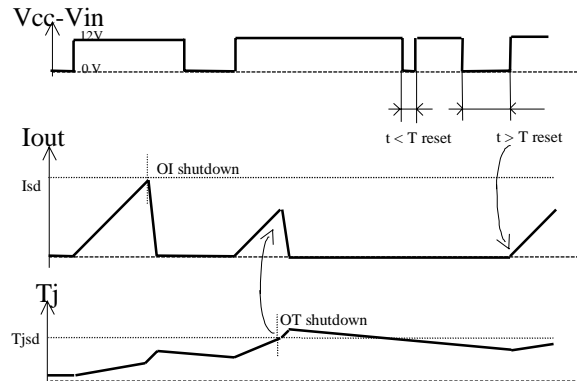 Vcc-Vin
12V
0 V
t < T reset
t > T reset
Iout
OI shutdown
Isd
Tj
OT shutdown
Tjsd